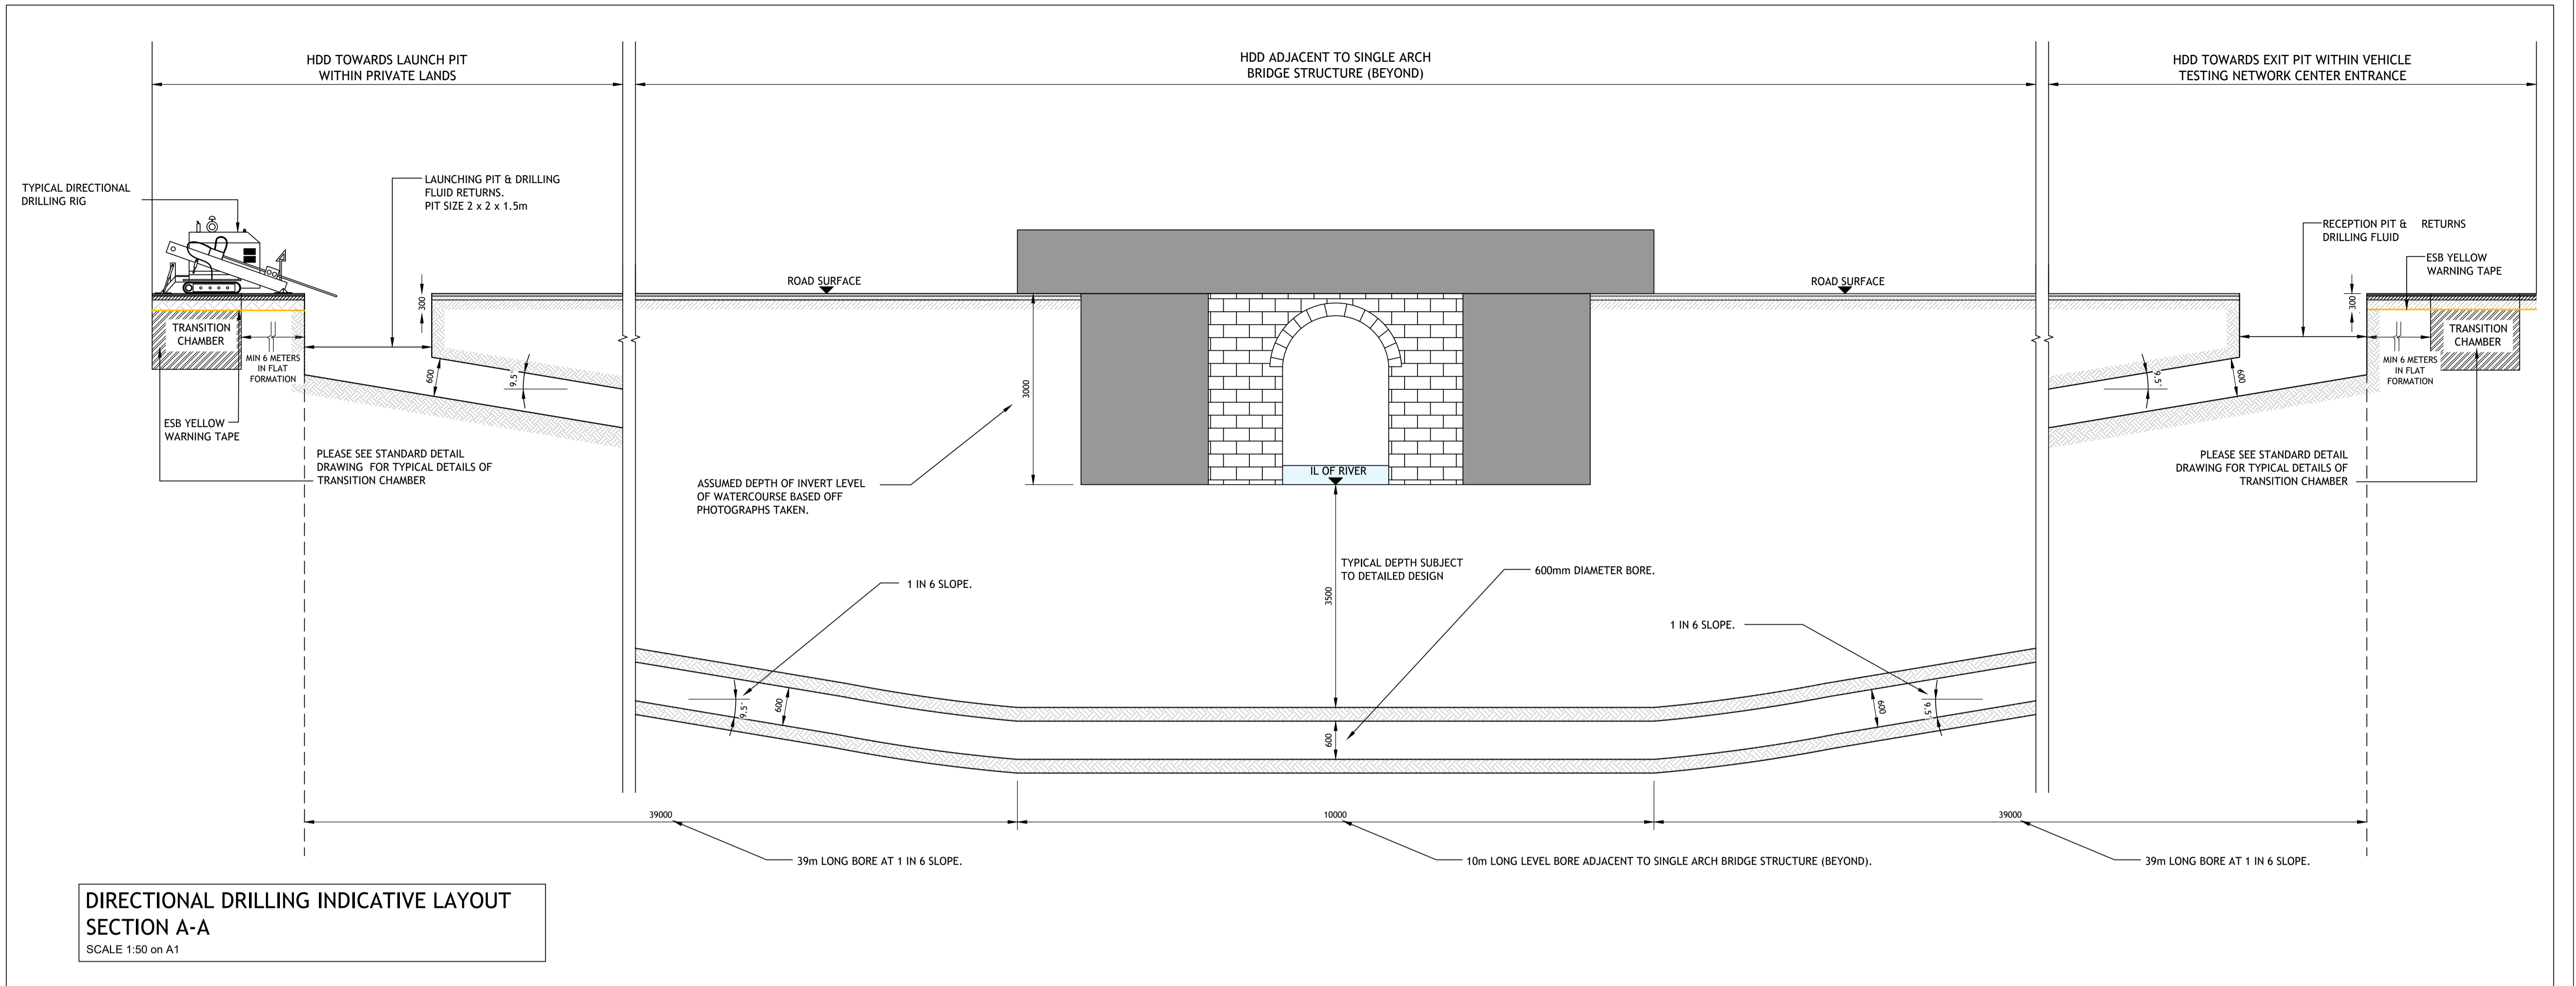 HDD TOWARDS LAUNCH PIT
WITHIN PRIVATE LANDS
HDD ADJACENT TO SINGLE ARCH
BRIDGE STRUCTURE (BEYOND)
HDD TOWARDS EXIT PIT WITHIN VEHICLE
TESTING NETWORK CENTER ENTRANCE
TYPICAL DIRECTIONAL
DRILLING RIG
LAUNCHING PIT & DRILLING
FLUID RETURNS.
PIT SIZE 2 x 2 x 1.5m
300
ROAD SURFACE
ROAD SURFACE
RECEPTION PIT & RETURNS
DRILLING FLUID
ESB YELLOW
WARNING TAPE
300
TRANSITION
CHAMBER
MIN 6 METERS
IN FLAT
FORMATION
600
9.5°
ESB YELLOW
WARNING TAPE
PLEASE SEE STANDARD DETAIL
DRAWING FOR TYPICAL DETAILS OF
TRANSITION CHAMBER
3000
ASSUMED DEPTH OF INVERT LEVEL
OF WATERCOURSE BASED OFF
PHOTOGRAPHS TAKEN.
IL OF RIVER
9.5°
600
MIN 6 METERS
IN FLAT
FORMATION
TRANSITION
CHAMBER
PLEASE SEE STANDARD DETAIL
DRAWING FOR TYPICAL DETAILS OF
TRANSITION CHAMBER
1 IN 6 SLOPE.
TYPICAL DEPTH SUBJECT
TO DETAILED DESIGN
3500
600mm DIAMETER BORE.
1 IN 6 SLOPE.
9.5°
600
600
600
9.5°
39000
10000
39000
39m LONG BORE AT 1 IN 6 SLOPE.
10m LONG LEVEL BORE ADJACENT TO SINGLE ARCH BRIDGE STRUCTURE (BEYOND).
39m LONG BORE AT 1 IN 6 SLOPE.
DIRECTIONAL DRILLING INDICATIVE LAYOUT
SECTION A-A
SCALE 1:50 on A1